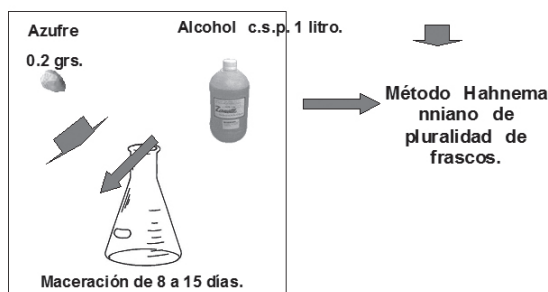 Azufre
0.2 grs.
Alcohol c.s.p. 1 litro.
Maceración de 8 a 15 días.
Método Hahnema
nniano de
pluralidad de
frascos.